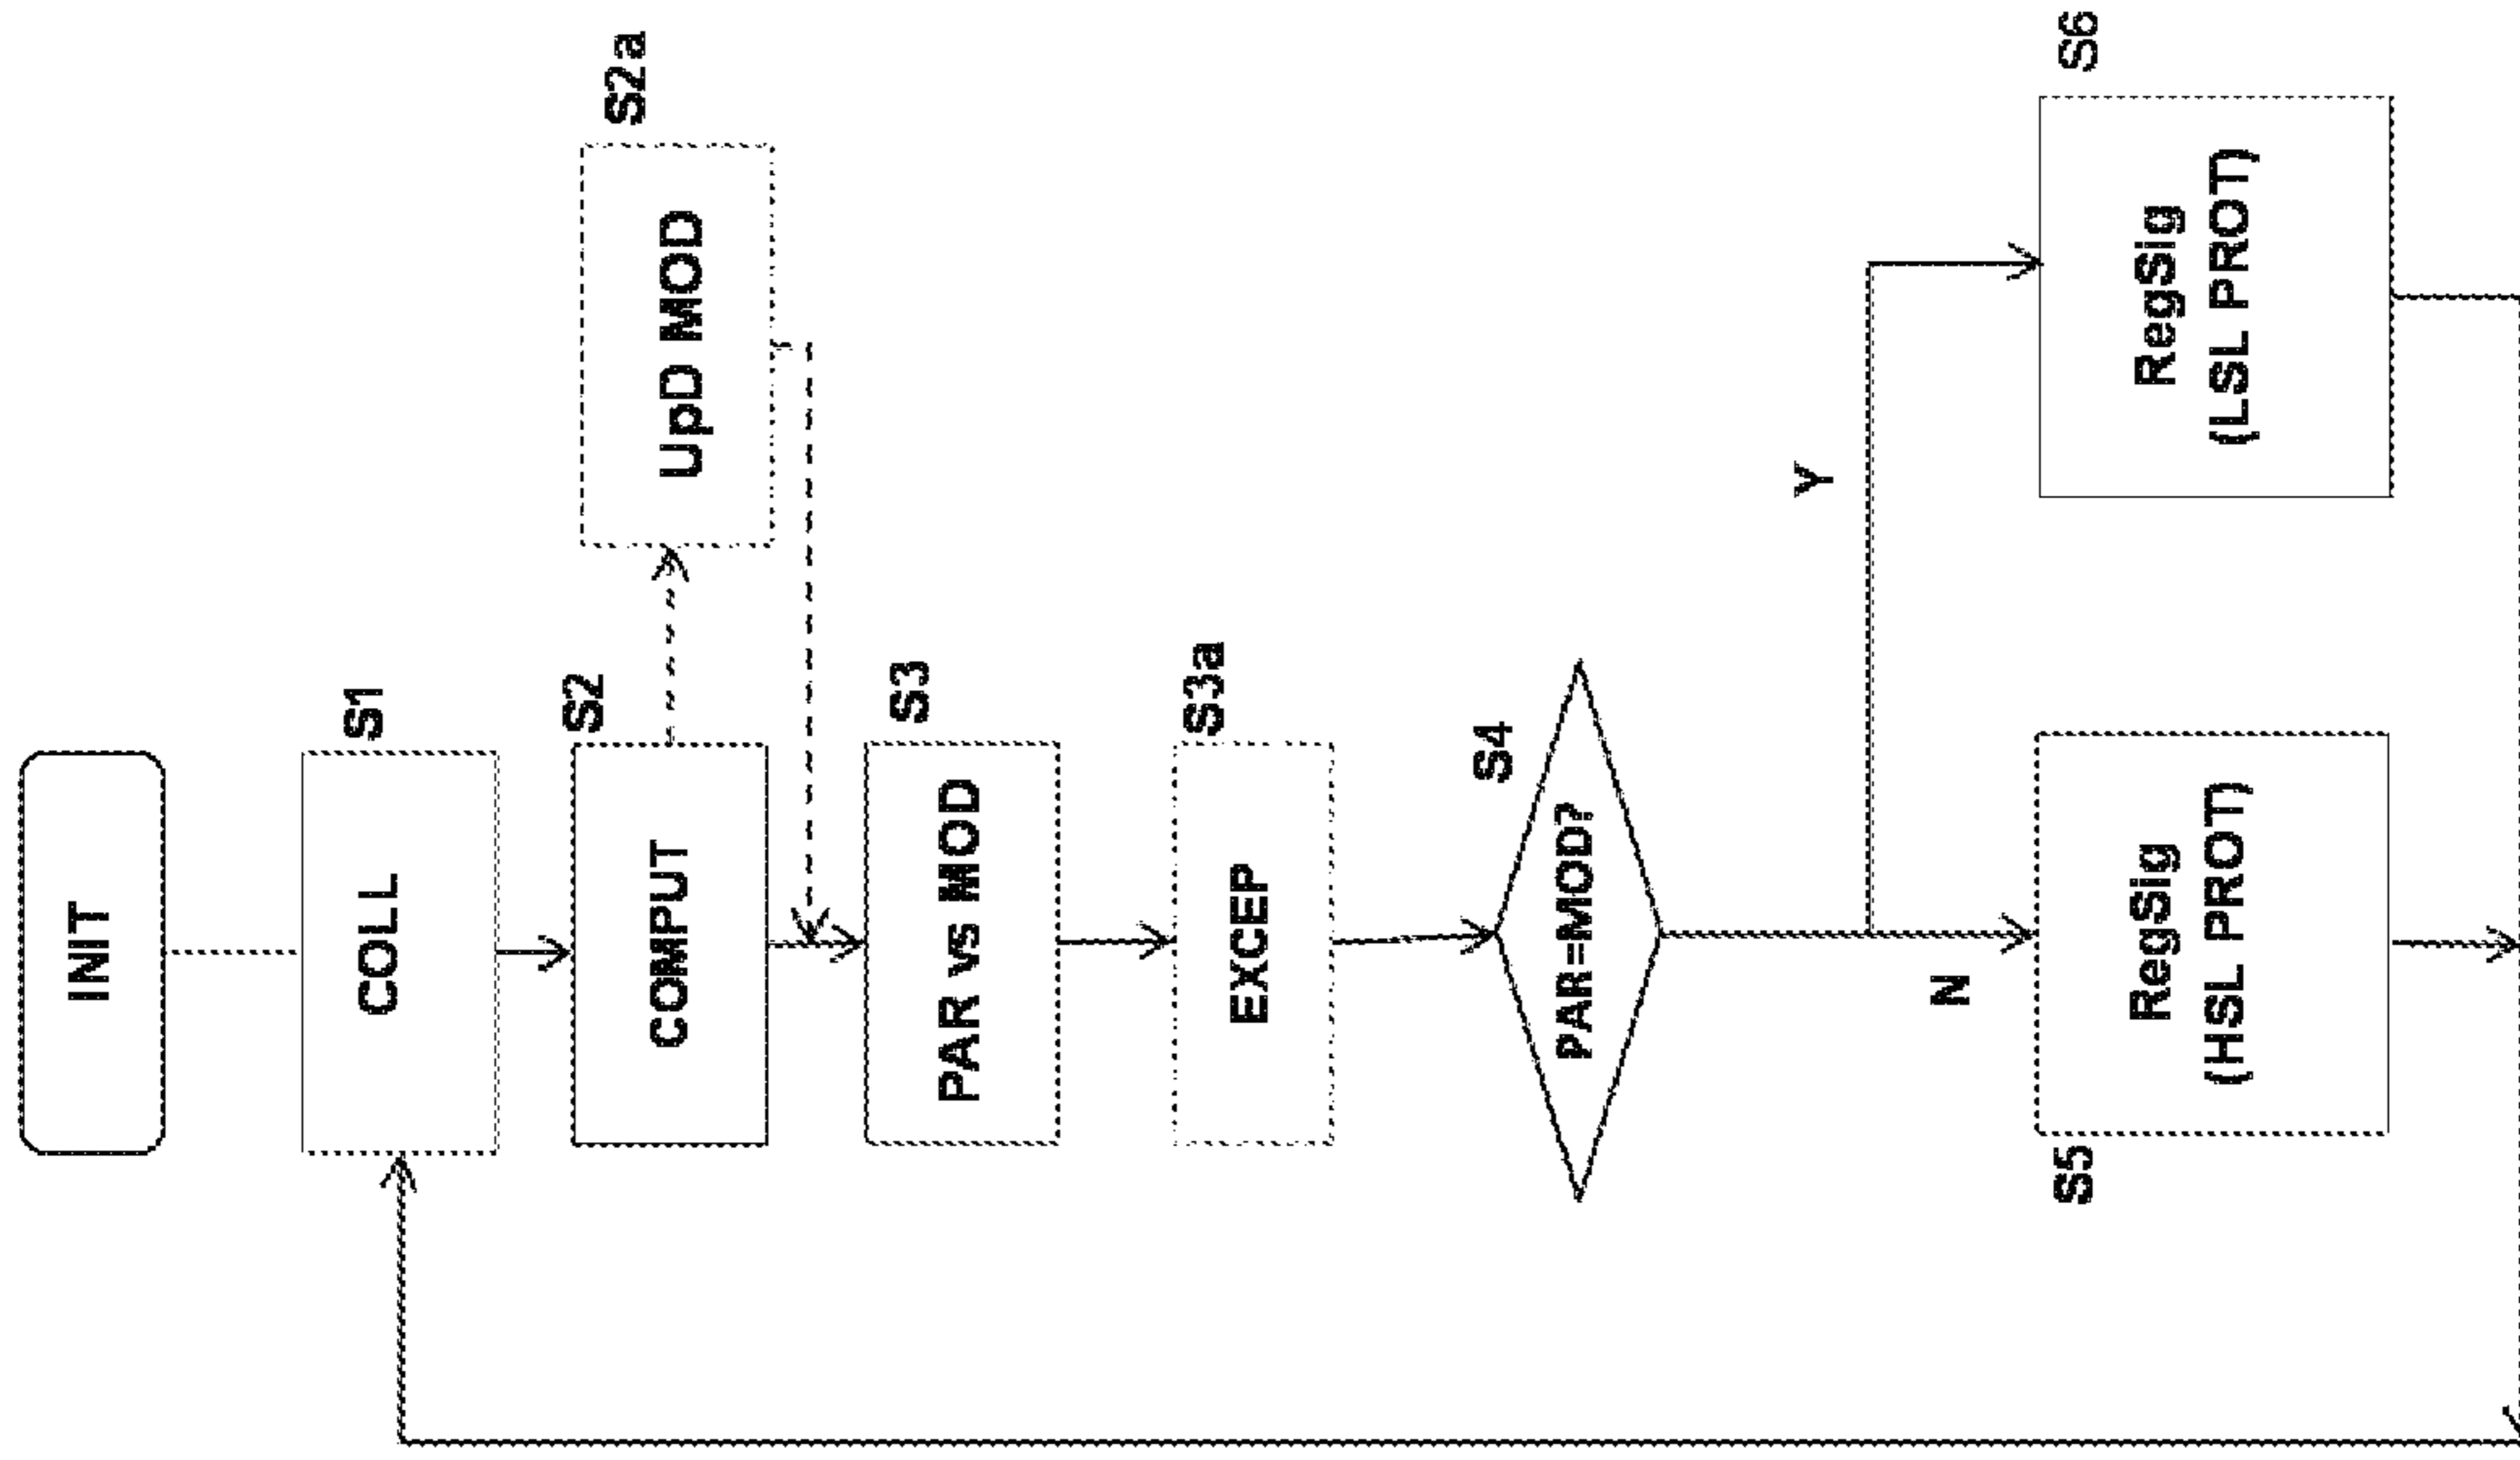 INIT
S1
COLL
S2
COMPUT
S2a
UpD MOD
S3
PAR vs MOD
S3a
EXCEP
S4
PAR=MOD?
Y
N
S5
RegSig
(HSL PROT)
S6
RegSig
(LSL PROT)